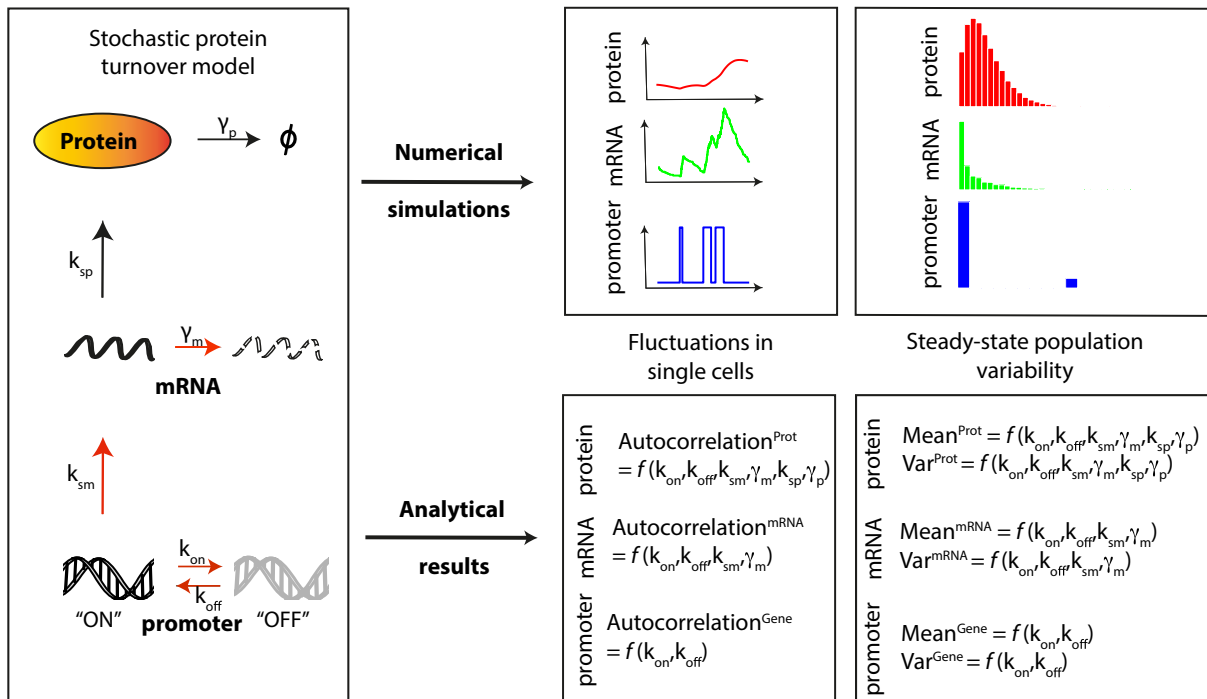 Stochastic protein
turnover model
Protein
γp
ϕ
ksp
γm
mRNA
ksm
kon
koff
"ON"
promoter
"OFF"
Numerical
simulations
Analytical
results
protein
mRNA
promoter
Fluctuations in
single cells
protein
mRNA
promoter
Steady-state population
variability
protein
Autocorrelation^Prot
= f(kon,koff,ksm,γm,ksp,γp)
mRNA
Autocorrelation^mRNA
= f(kon,koff,ksm,γm)
promoter
Autocorrelation^Gene
= f(kon,koff)
protein
Mean^Prot = f(kon,koff,ksm,γm,ksp,γp)
Var^Prot = f(kon,koff,ksm,γm,ksp,γp)
mRNA
Mean^mRNA = f(kon,koff,ksm,γm)
Var^mRNA = f(kon,koff,ksm,γm)
promoter
Mean^Gene = f(kon,koff)
Var^Gene = f(kon,koff)